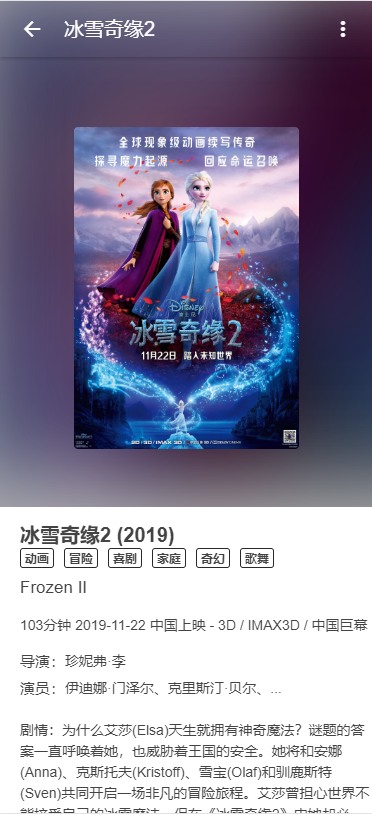 冰雪奇缘2
全球现象级动画续写传奇
探寻魔力起源 回应命运召唤
Disney
冰雪奇缘2
11月22日 踏入未知世界
冰雪奇缘2 (2019)
动画 冒险 喜剧 家庭 奇幻 歌舞
Frozen II
103分钟 2019-11-22 中国上映 - 3D / IMAX3D / 中国巨幕
导演：珍妮弗·李
演员：伊迪娜·门泽尔、克里斯汀·贝尔、...
剧情：为什么艾莎(Elsa)天生就拥有神奇魔法？谜题的答
案一直呼唤着她，也威胁着王国的安全。她将和安娜
(Anna)、克斯托夫(Kristoff)、雪宝(Olaf)和驯鹿斯特
(Sven)共同开启一场非凡的冒险旅程。艾莎曾担心世界不